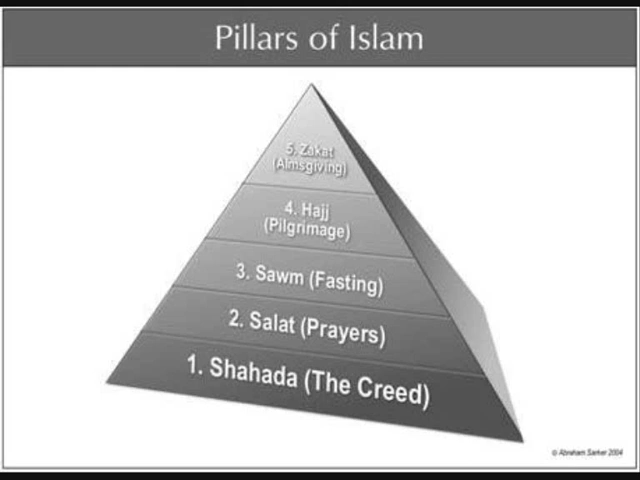 Pillars of Islam
5. Zakat
(Almsgiving)
4. Hajj
(Pilgrimage)
3. Sawm (Fasting)
2. Salat (Prayers)
1. Shahada (The Creed)
© Abraham Sarker 2004